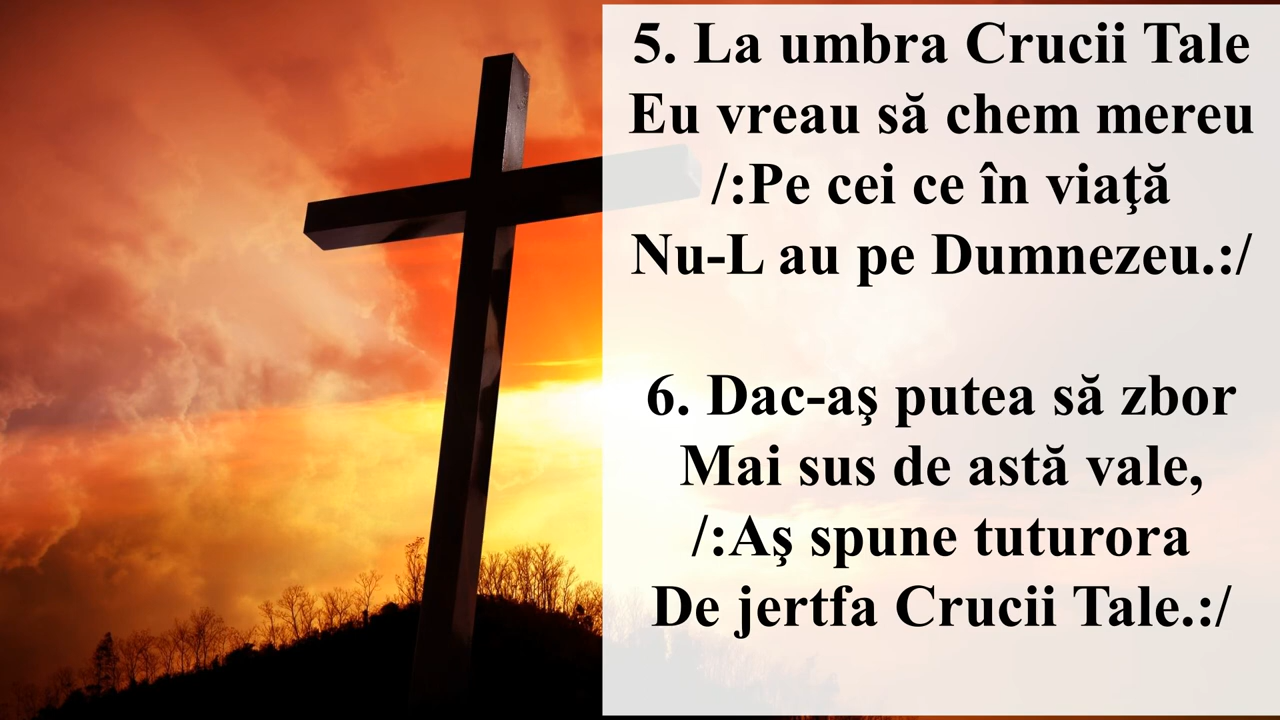 5. La umbra Crucii Tale
Eu vreau să chem mereu
/:Pe cei ce în viaţă
Nu-L au pe Dumnezeu.:/
6. Dac-aş putea să zbor
Mai sus de astă vale,
/:Aş spune tuturora
De jertfa Crucii Tale.:/